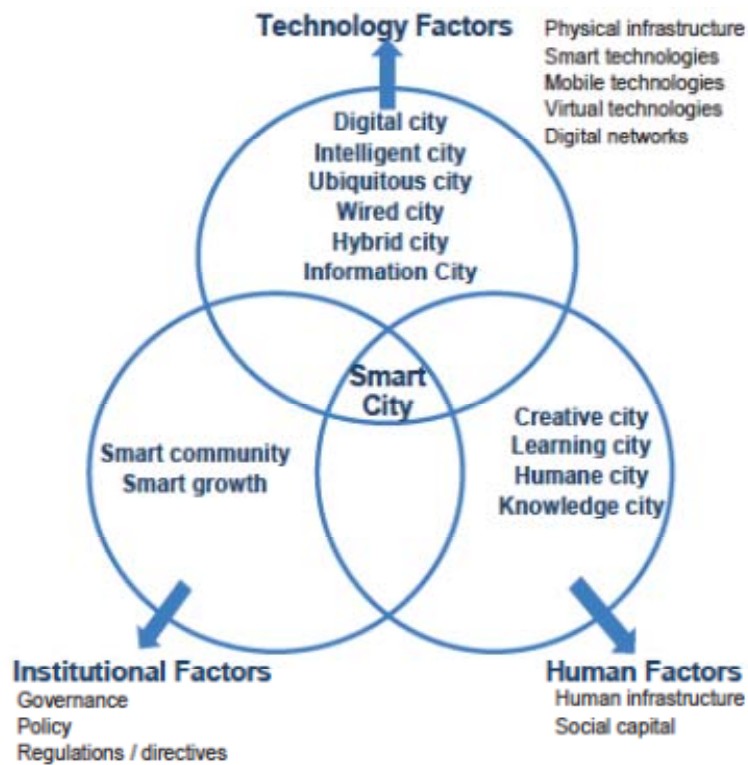 Technology Factors
Physical infrastructure
Smart technologies
Mobile technologies
Virtual technologies
Digital networks
Digital city
Intelligent city
Ubiquitous city
Wired city
Hybrid city
Information City
Smart
City
Smart community
Smart growth
Creative city
Learning city
Humane city
Knowledge city
Institutional Factors
Governance
Policy
Regulations / directives
Human Factors
Human infrastructure
Social capital